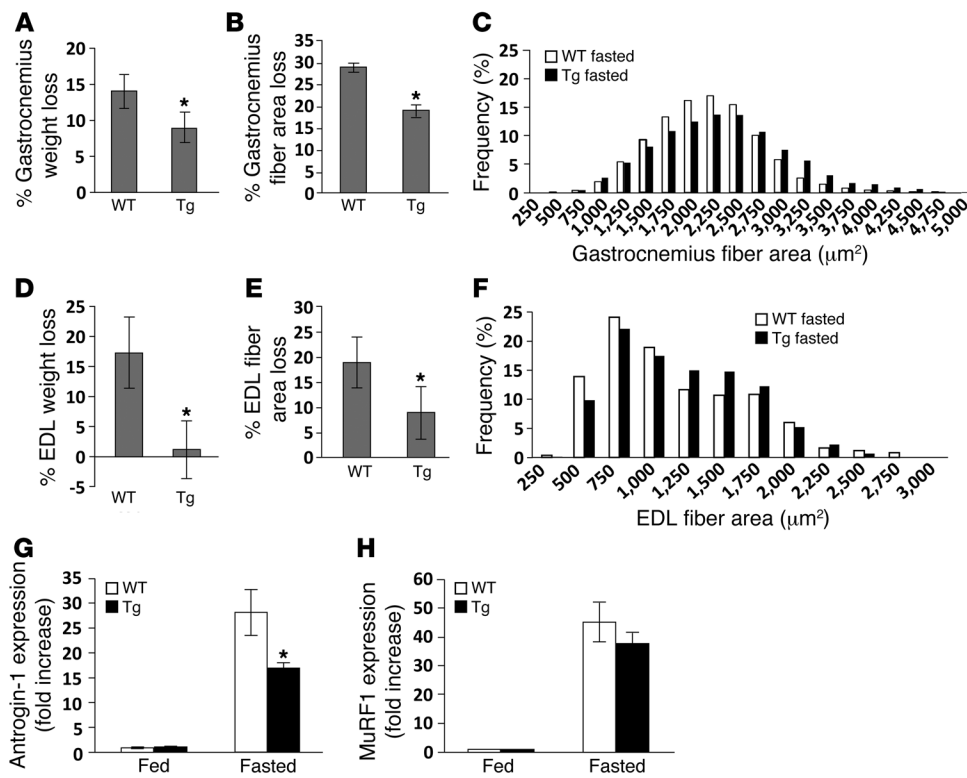 A
% Gastrocnemius
weight loss
20
15
10
5
0
*
WT
Tg
B
% Gastrocnemius
fiber area loss
35
30
25
20
15
10
5
0
*
WT
Tg
C
Frequency (%)
25
20
15
10
5
0
WT fasted
Tg fasted
250
500
750
1,000
1,250
1,500
1,750
2,000
2,250
2,500
2,750
3,000
3,250
3,500
3,750
4,000
4,250
4,500
4,750
5,000
Gastrocnemius fiber area (μm²)
D
% EDL weight loss
25
20
15
10
5
0
-5
*
WT
Tg
E
% EDL fiber
area loss
30
25
20
15
10
5
0
*
WT
Tg
F
Frequency (%)
25
20
15
10
5
0
WT fasted
Tg fasted
250
500
750
1,000
1,250
1,500
1,750
2,000
2,250
2,500
2,750
3,000
EDL fiber area (μm²)
G
Antrogin-1 expression
(fold increase)
35
30
25
20
15
10
5
0
WT
Tg
*
Fed
Fasted
H
MuRF1 expression
(fold increase)
60
50
40
30
20
10
0
Fed
Fasted